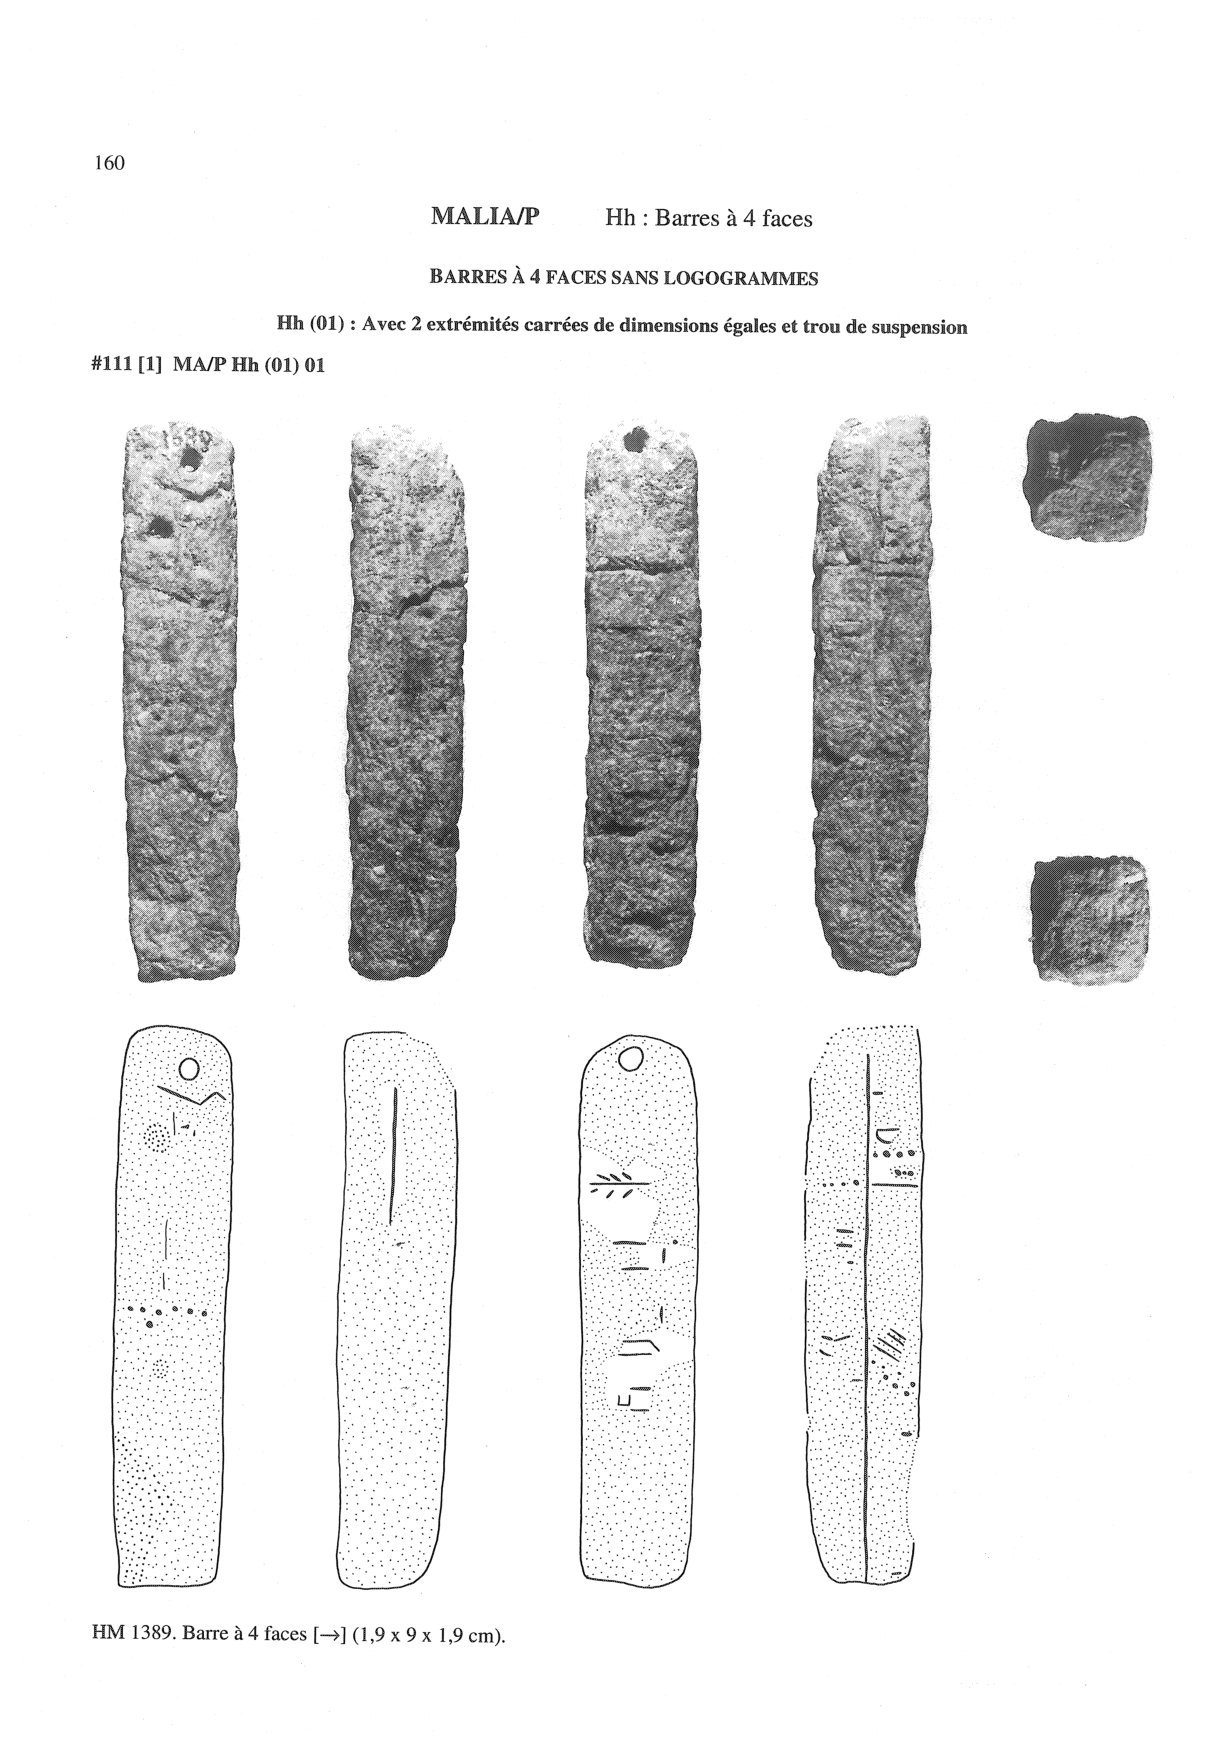 160
MALIA/P Hh : Barres à 4 faces
BARRES À 4 FACES SANS LOGOGRAMMES
Hh (01) : Avec 2 extrémités carrées de dimensions égales et trou de suspension
#111 [1] MA/P Hh (01) 01
HM 1389. Barre à 4 faces [→] (1,9 x 9 x 1,9 cm).